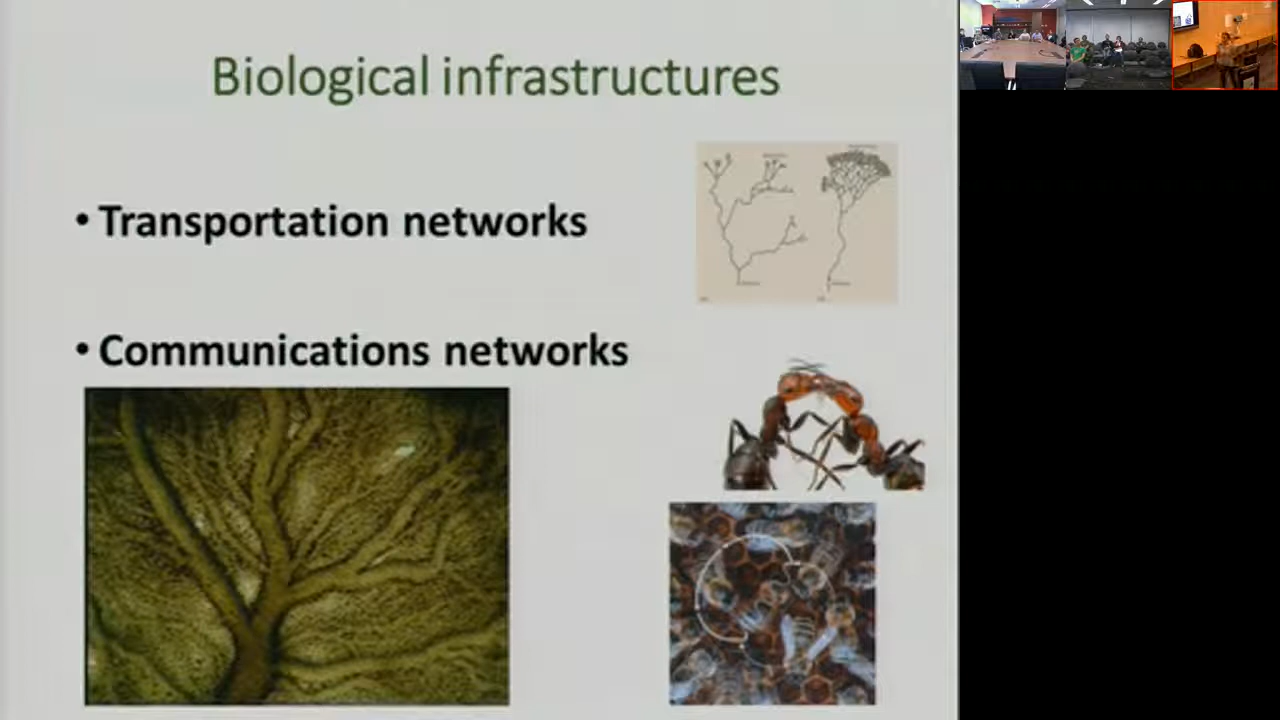 Biological infrastructures
• Transportation networks
• Communications networks